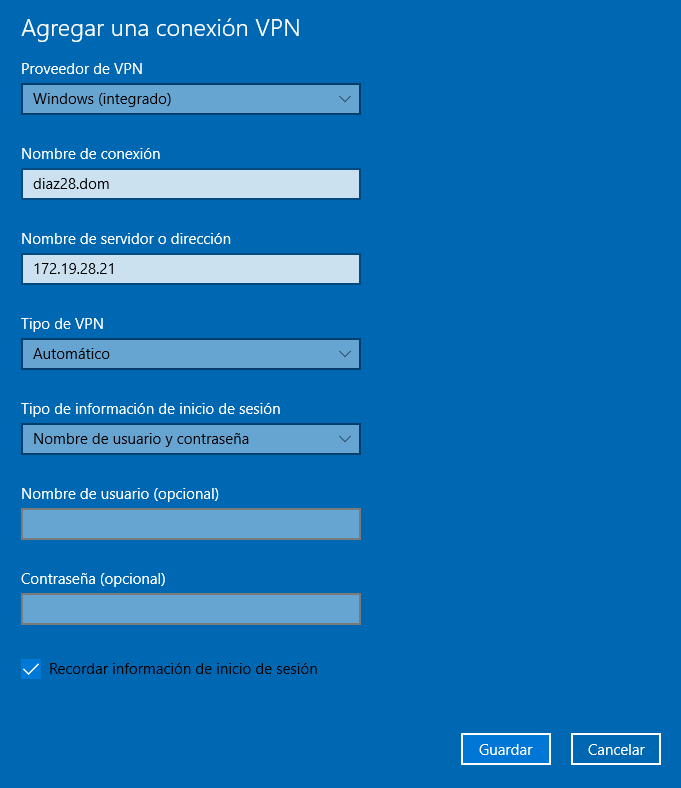 Agregar una conexión VPN
Proveedor de VPN
Windows (integrado)
Nombre de conexión
diaz28.dom
Nombre de servidor o dirección
172.19.28.21
Tipo de VPN
Automático
Tipo de información de inicio de sesión
Nombre de usuario y contraseña
Nombre de usuario (opcional)
Contraseña (opcional)
Recordar información de inicio de sesión
Guardar Cancelar